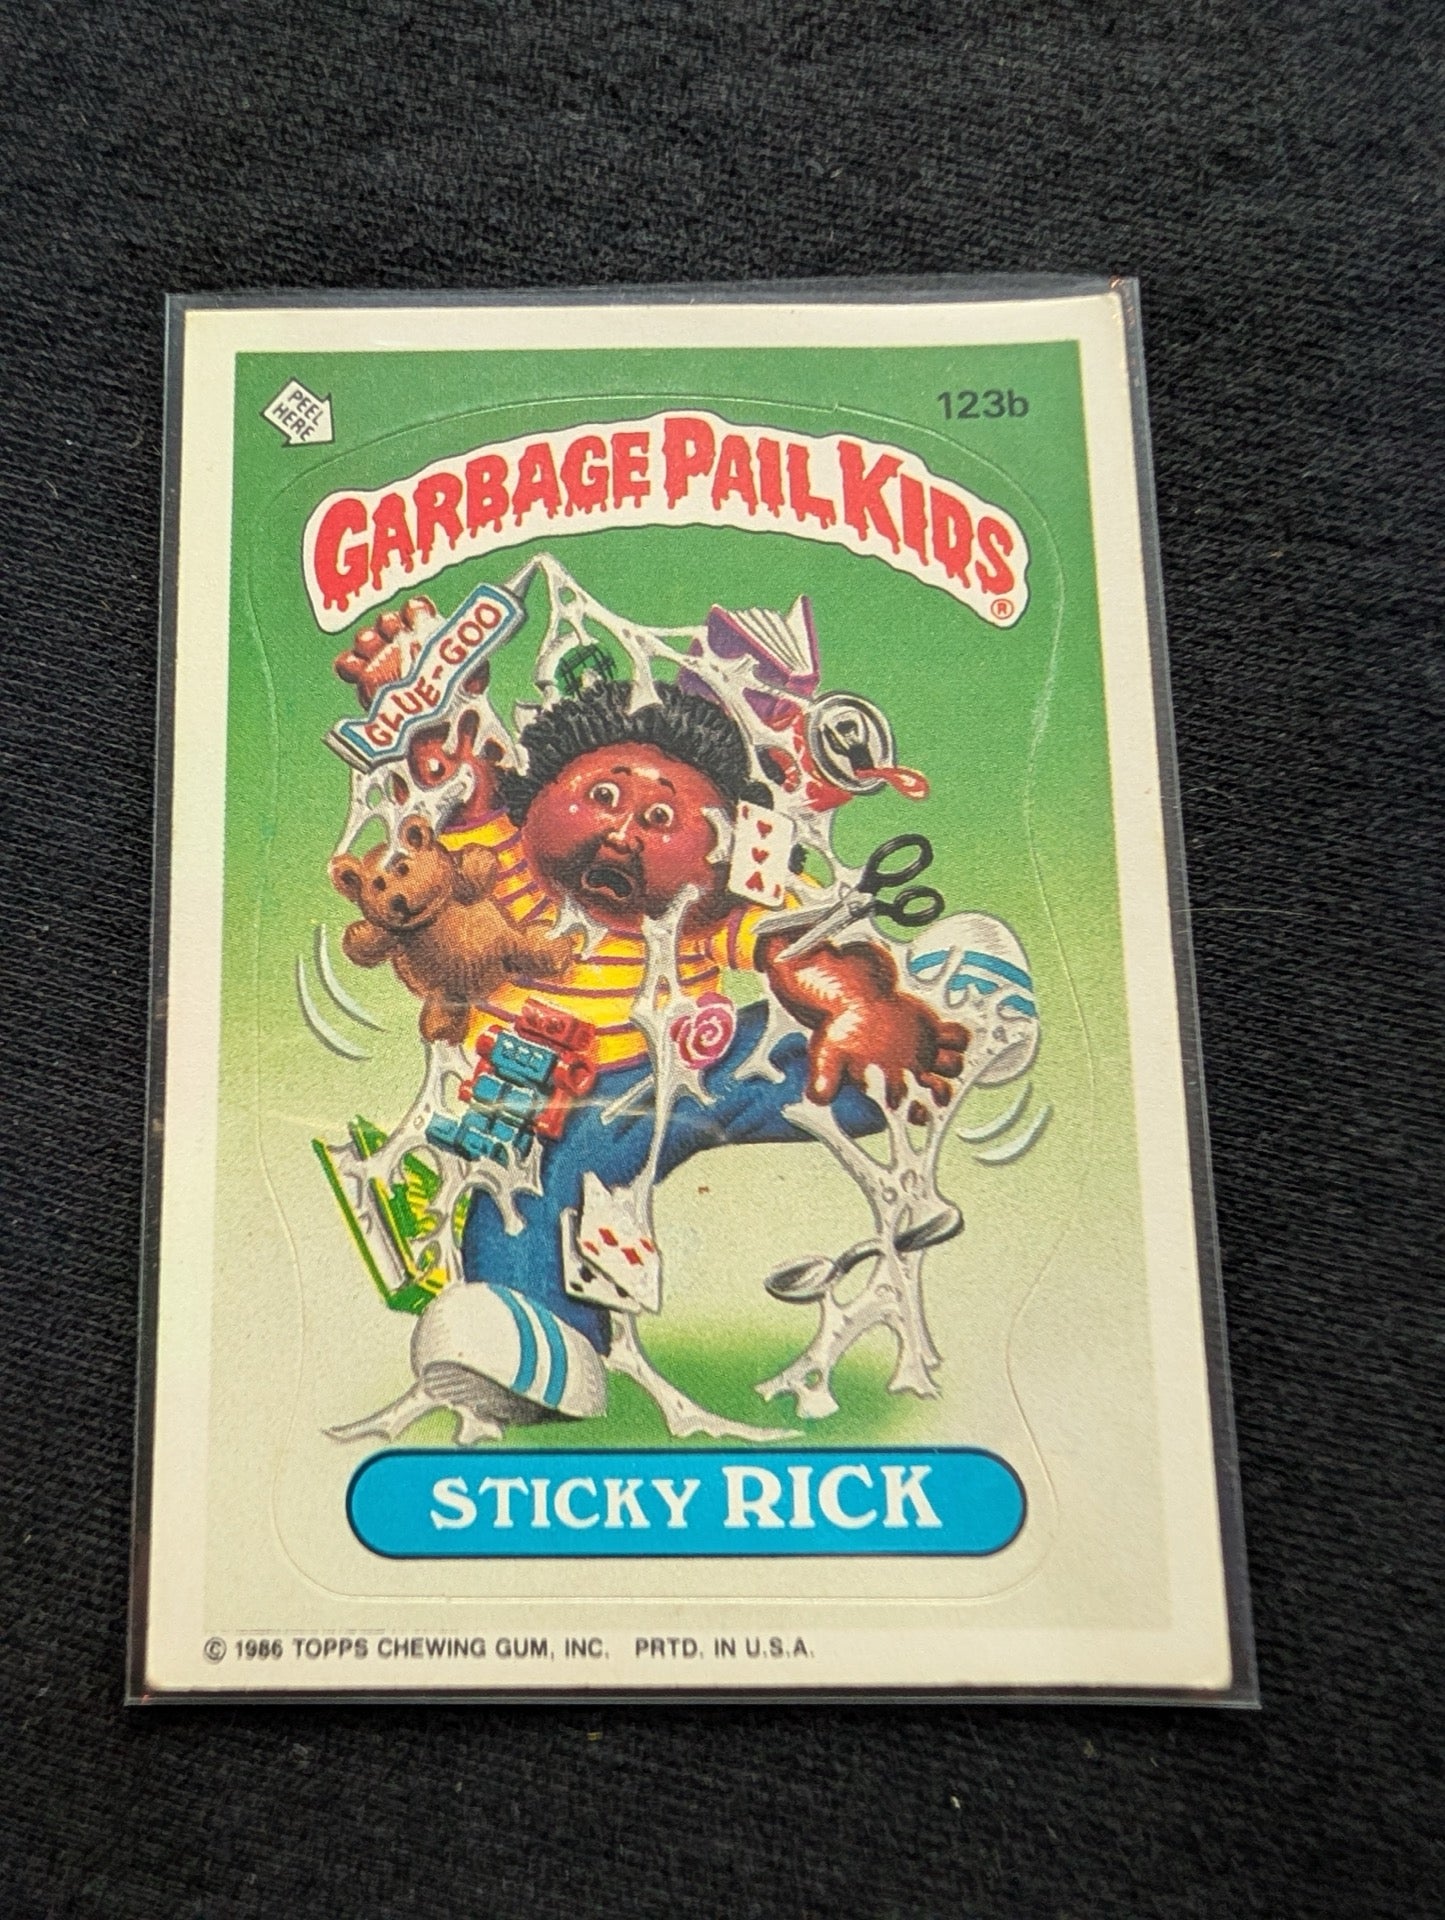 PEEL
HERE
123b
GARBAGE PAIL KIDS
®
GLUE-GOO
A
STICKY RICK
© 1986 TOPPS CHEWING GUM, INC. PRTD. IN U.S.A.